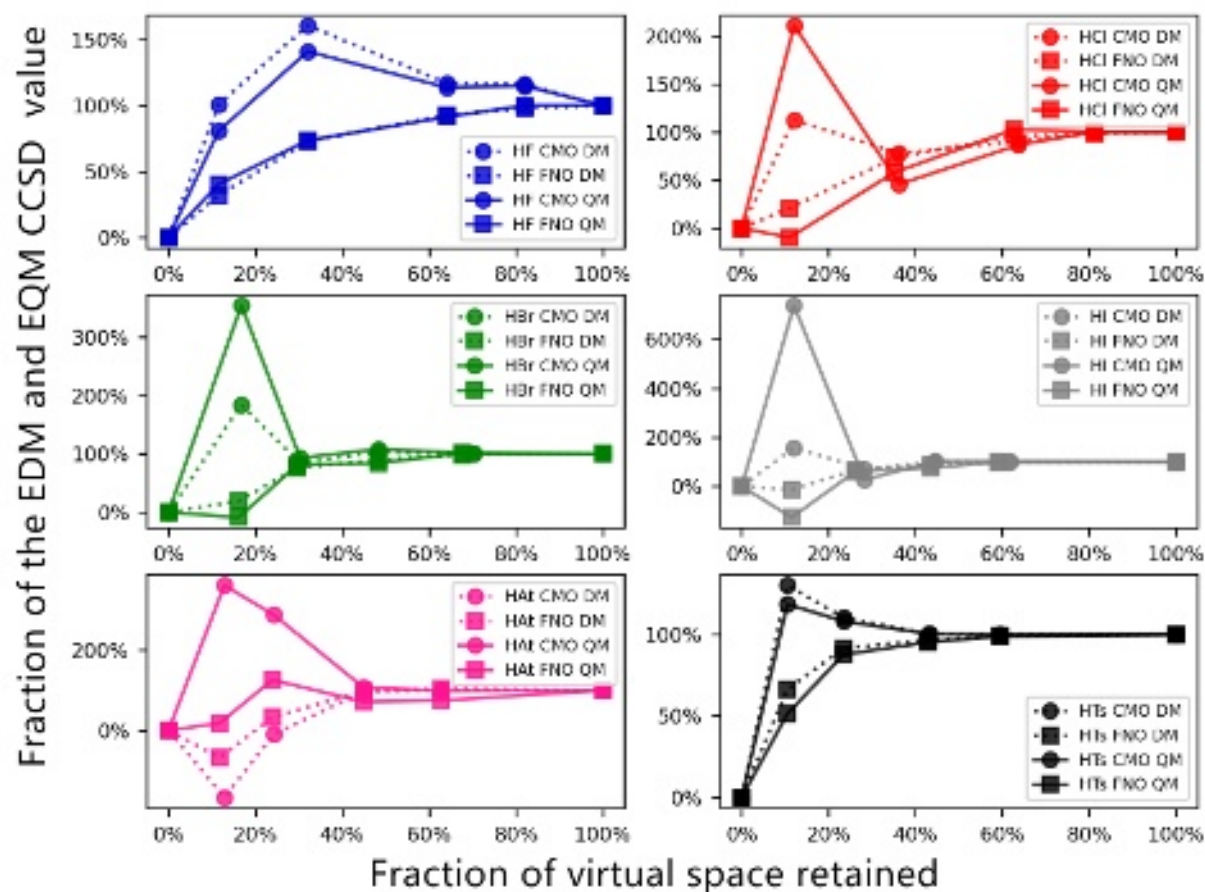 Fraction of the EDM and EQM CCSD value
150%
100%
50%
0%
HF CMO DM
HF FNO DM
HF CMO QM
HF FNO QM
0% 20% 40% 60% 80% 100%
200%
150%
100%
50%
0%
HCl CMO DM
HCl FNO DM
HCl CMO QM
HCl FNO QM
0% 20% 40% 60% 80% 100%
300%
200%
100%
0%
HBr CMO DM
HBr FNO DM
HBr CMO QM
HBr FNO QM
0% 20% 40% 60% 80% 100%
600%
400%
200%
0%
HI CMO DM
HI FNO DM
HI CMO QM
HI FNO QM
0% 20% 40% 60% 80% 100%
200%
0%
HAt CMO DM
HAt FNO DM
HAt CMO QM
HAt FNO QM
0% 20% 40% 60% 80% 100%
100%
50%
0%
HTs CMO DM
HTs FNO DM
HTs CMO QM
HTs FNO QM
0% 20% 40% 60% 80% 100%
Fraction of virtual space retained